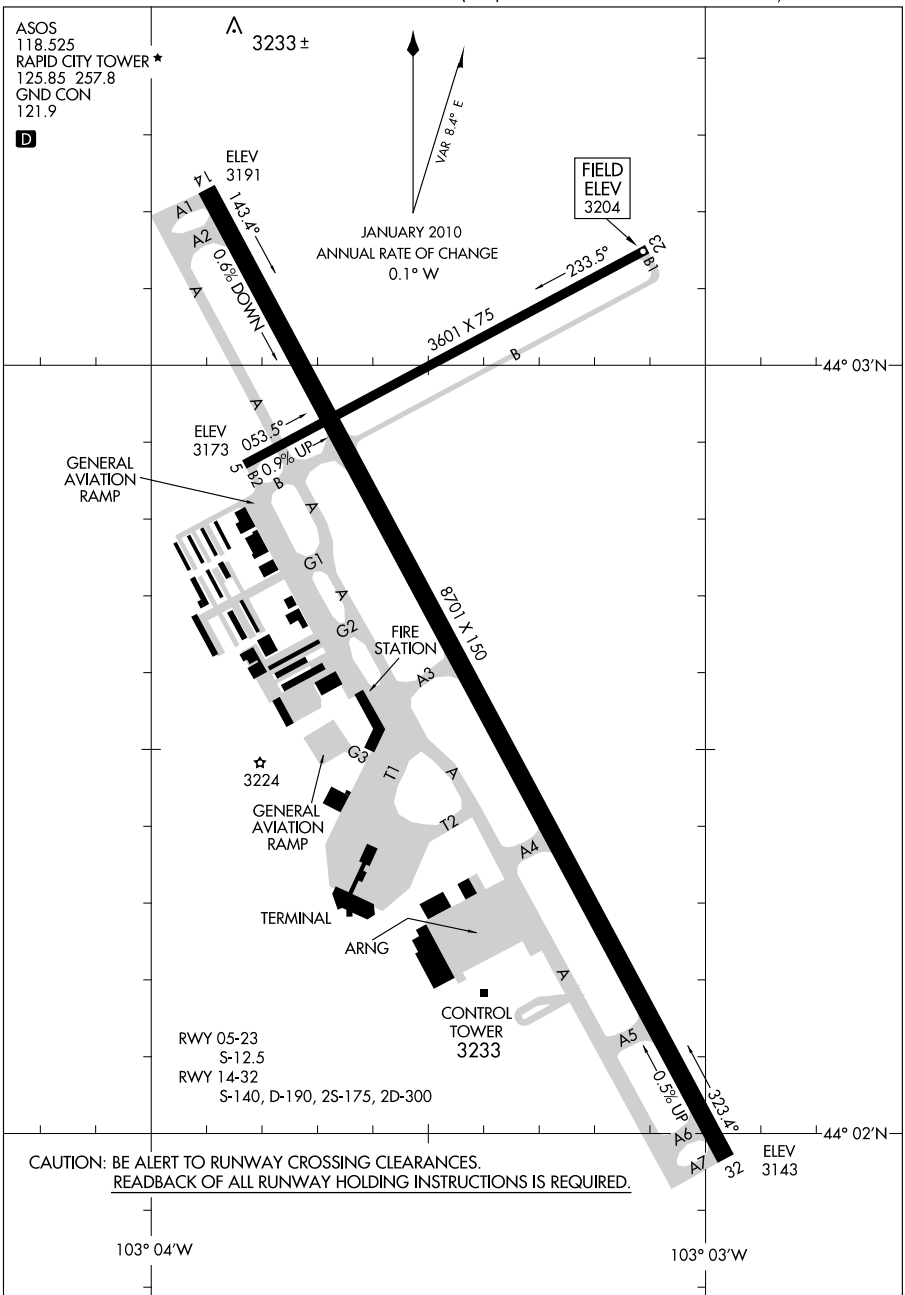 ASOS
118.525
RAPID CITY TOWER ★
125.85 257.8
GND CON
121.9
D
3233 ±
VAR 8.4° E
JANUARY 2010
ANNUAL RATE OF CHANGE
0.1° W
FIELD
ELEV
3204
ELEV
3191
14
143.4°
A1
A2
0.6% DOWN
A
23
B1
233.5°
3601 X 75
B
44° 03'N
A
ELEV
3173
053.5°
0.9% UP
5
B2
B
GENERAL
AVIATION
RAMP
A
G1
A
G2
8701 X 150
FIRE
STATION
A3
G3
T1
A
3224
GENERAL
AVIATION
RAMP
T2
A4
TERMINAL
ARNG
A
CONTROL
TOWER
3233
A5
RWY 05-23
S-12.5
RWY 14-32
S-140, D-190, 2S-175, 2D-300
0.5% UP
323.4°
A6
A7
32
ELEV
3143
44° 02'N
CAUTION: BE ALERT TO RUNWAY CROSSING CLEARANCES.
READBACK OF ALL RUNWAY HOLDING INSTRUCTIONS IS REQUIRED.
103° 04'W
103° 03'W